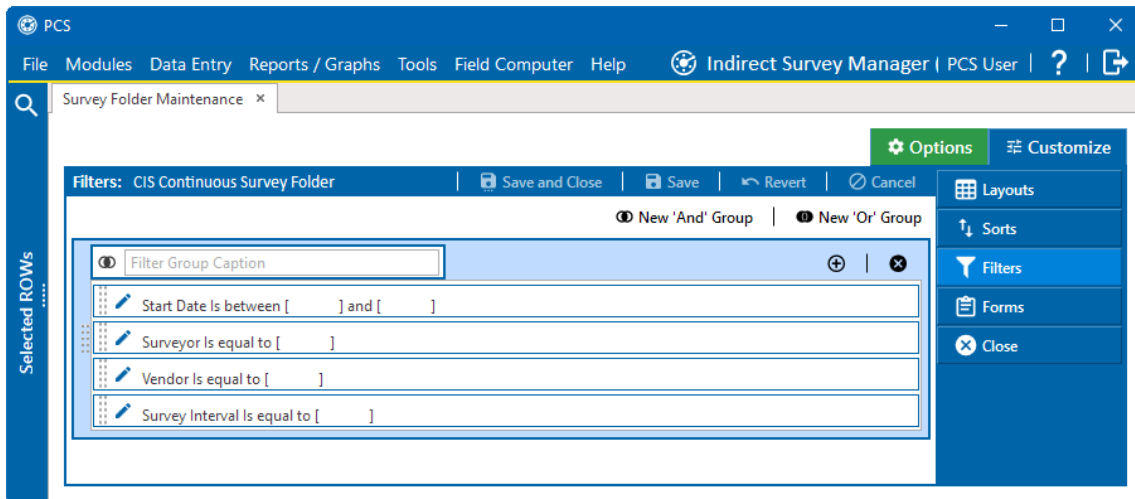 PCS
File Modules Data Entry Reports / Graphs Tools Field Computer Help Indirect Survey Manager ( PCS User | ? |
Survey Folder Maintenance ×
Options Customize
Filters: CIS Continuous Survey Folder | Save and Close | Save | Revert | Cancel
Layouts
New 'And' Group | New 'Or' Group
Sorts
Filter Group Caption
Filters
Start Date Is between [ ] and [ ]
Forms
Surveyor Is equal to [ ]
Close
Vendor Is equal to [ ]
Survey Interval Is equal to [ ]
Selected ROWs